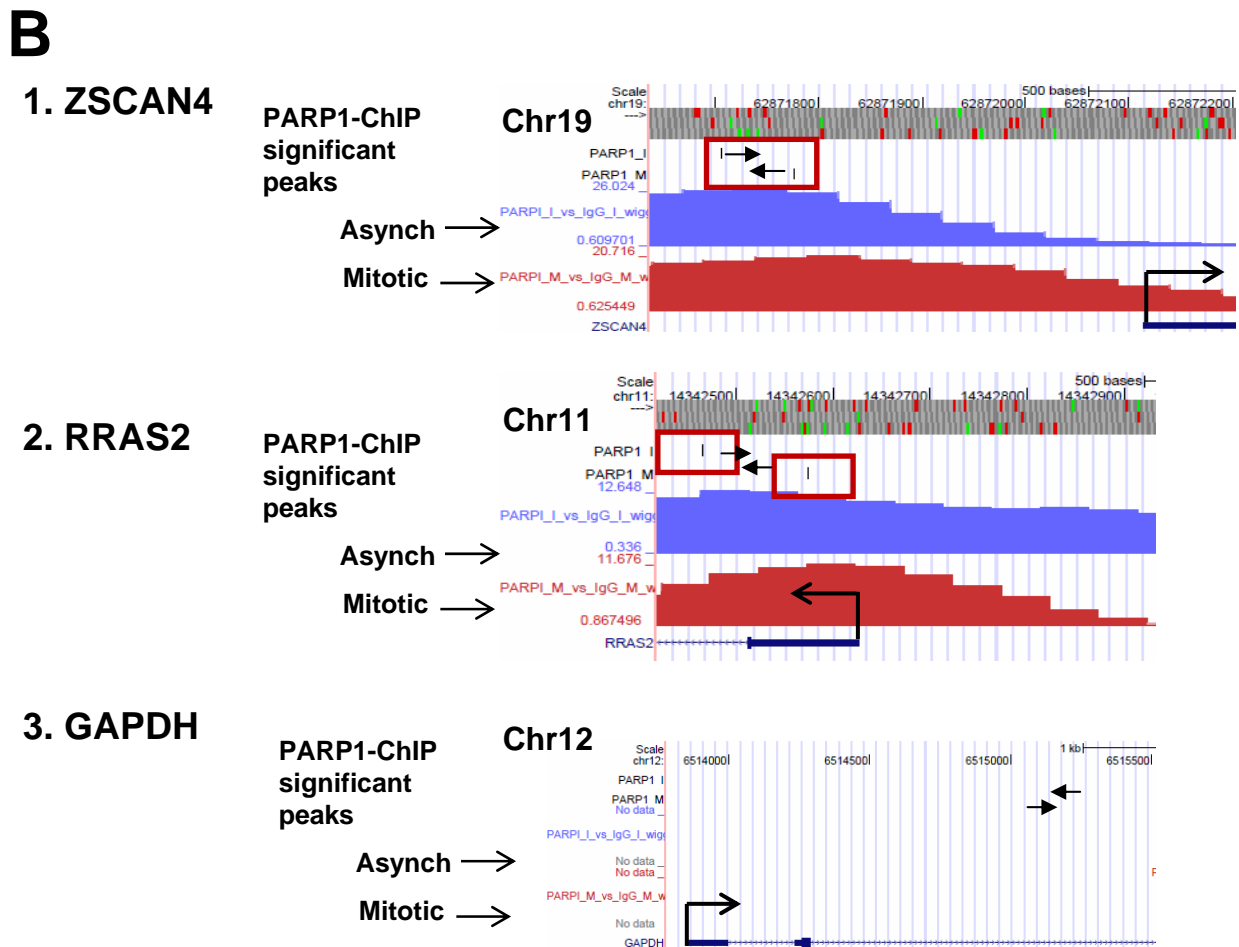 B
1. ZSCAN4
PARP1-ChIP
significant
peaks
Asynch
Mitotic
Chr19
Scale
chr19:
--->
500 bases
62871800
62871900
62872000
62872100
62872200
PARP1_I
PARP1_M
26.024 _
PARPI_I_vs_IgG_I_wigg
0.609701 _
20.716 _
PARPI_M_vs_IgG_M_w
0.625449
ZSCAN4
2. RRAS2
PARP1-ChIP
significant
peaks
Asynch
Mitotic
Chr11
Scale
chr11:
--->
500 bases
14342500
14342600
14342700
14342800
14342900
PARP1_I
PARP1_M
12.648 _
PARPI_I_vs_IgG_I_wigg
0.336 _
11.676 _
PARPI_M_vs_IgG_M_w
0.867496
RRAS2
3. GAPDH
PARP1-ChIP
significant
peaks
Asynch
Mitotic
Chr12
Scale
chr12:
1 kb
6514000
6514500
6515000
6515500
PARP1_I
PARP1_M
No data _
PARPI_I_vs_IgG_I_wigg
No data _
No data _
PARPI_M_vs_IgG_M_w
No data
GAPDH